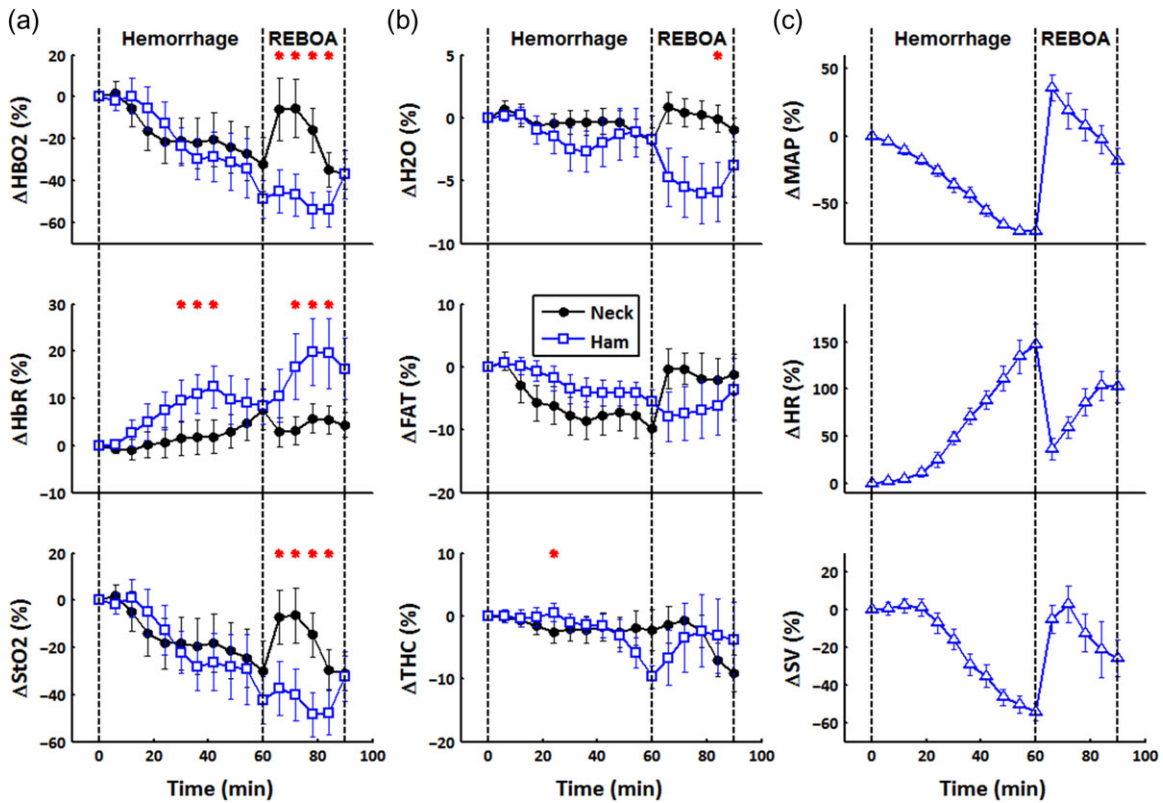 (a)
Hemorrhage
REBOA
****
20
0
−20
−40
−60
ΔHBO2 (%)
***
***
30
20
10
0
−10
ΔHbR (%)
****
20
0
−20
−40
−60
ΔStO2 (%)
0
20
40
60
80
100
Time (min)
(b)
Hemorrhage
REBOA
*
5
0
−5
−10
ΔH2O (%)
Neck
Ham
10
0
−10
−20
ΔFAT (%)
*
10
0
−10
−20
ΔTHC (%)
0
20
40
60
80
100
Time (min)
(c)
Hemorrhage
REBOA
50
0
−50
ΔMAP (%)
150
100
50
0
ΔHR (%)
20
0
−20
−40
−60
ΔSV (%)
0
20
40
60
80
100
Time (min)